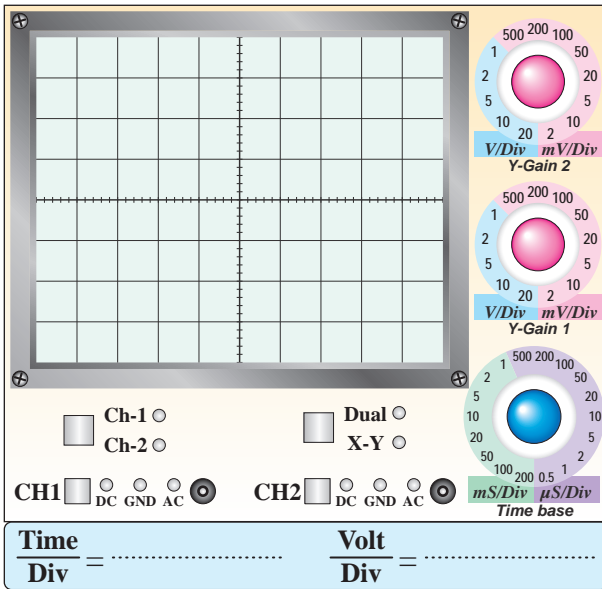 500 200 100
1 50
2 20
5 5
10 10
20 2
V/Div mV/Div
Y-Gain 2
500 200 100
1 50
2 20
5 5
10 10
20 2
V/Div mV/Div
Y-Gain 1
500 200 100
1 50
2 20
5 10
10 5
20 2
50 1
100 200 0.5
mS/Div µS/Div
Time base
Ch-1
Ch-2
Dual
X-Y
CH1 DC GND AC
CH2 DC GND AC
Time
Div = ........................
Volt
Div = ........................